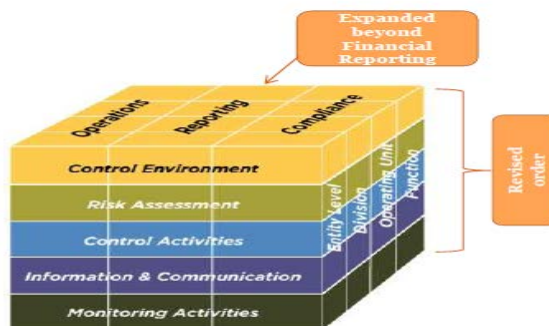 Expanded
beyond
Financial
Reporting
Operations
Reporting
Compliance
Control Environment
Risk Assessment
Control Activities
Information & Communication
Monitoring Activities
Entity Level
Division
Operating Unit
Function
Revised
order